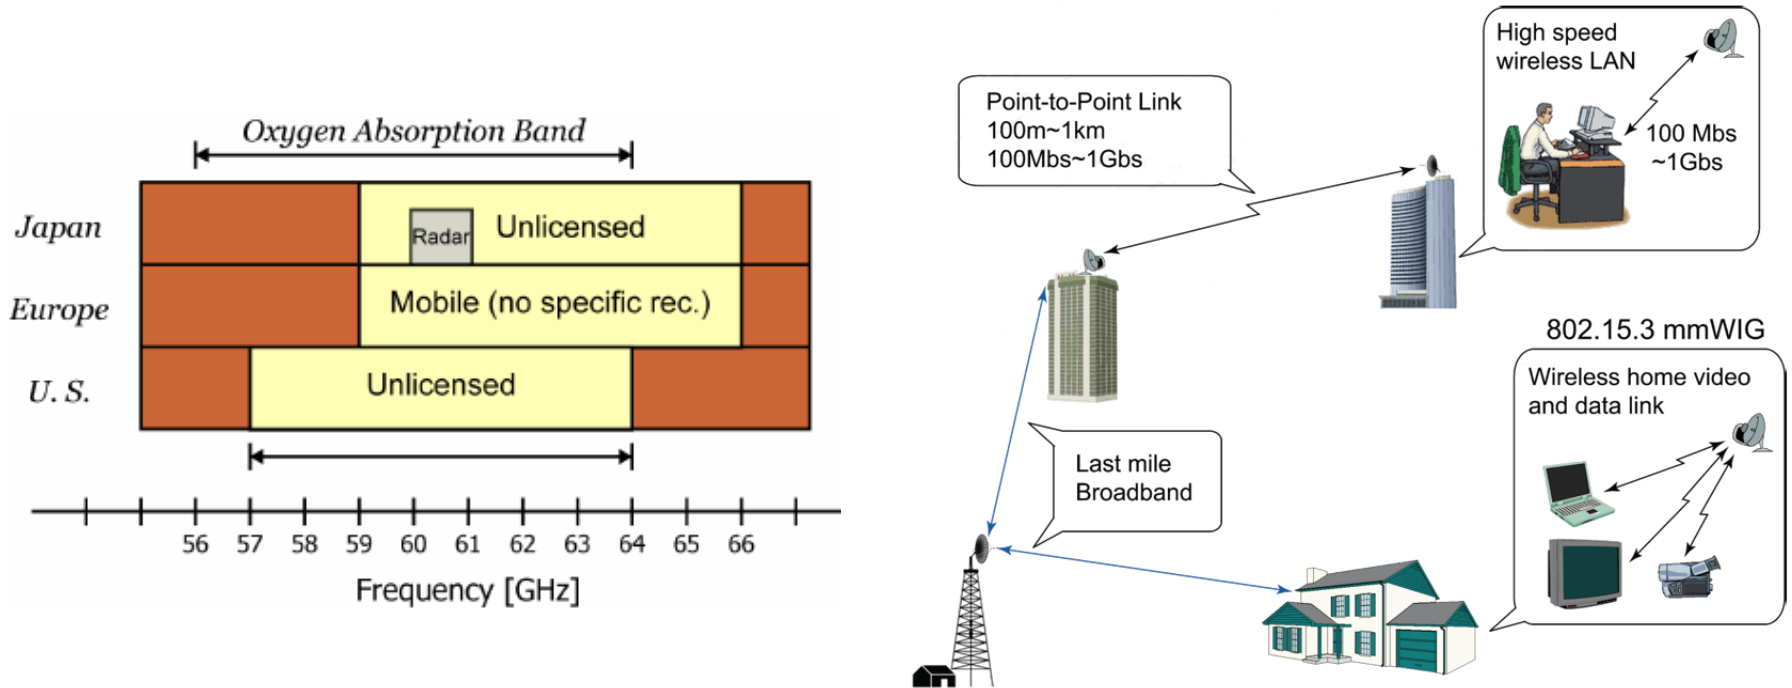 Oxygen Absorption Band
Japan
Radar
Unlicensed
Europe
Mobile (no specific rec.)
U. S.
Unlicensed
56 57 58 59 60 61 62 63 64 65 66
Frequency [GHz]
Point-to-Point Link
100m~1km
100Mbs~1Gbs
High speed
wireless LAN
100 Mbs
~1Gbs
802.15.3 mmWIG
Wireless home video
and data link
Last mile
Broadband